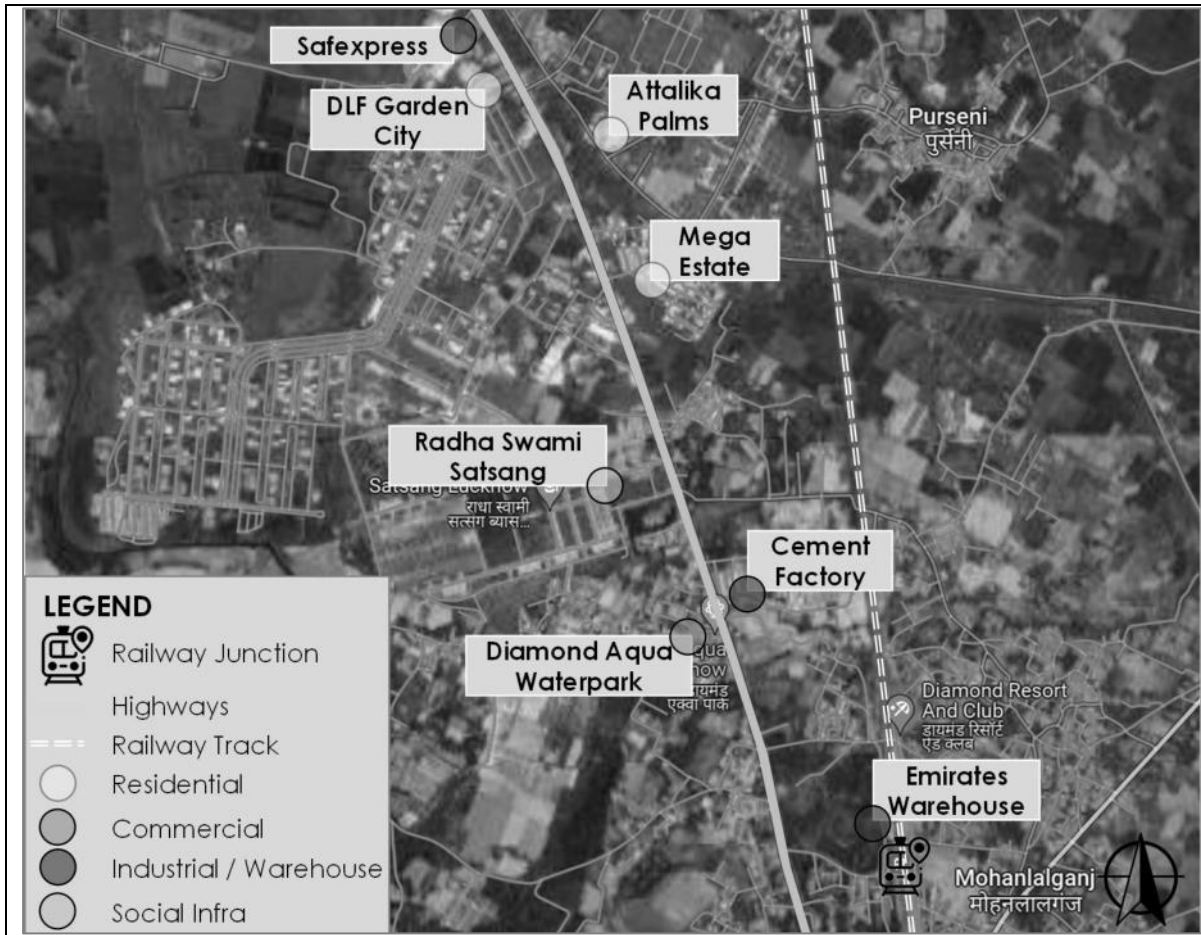 Safexpress
DLF Garden
City
Attalika
Palms
Purseni
पुर्सेनी
Mega
Estate
Radha Swami
Satsang
Satsang Lucknow
राधा स्वामी
सत्संग ब्यास...
Cement
Factory
Diamond Aqua
Waterpark
एक्वा पार्क
Diamond Resort
And Club
डायमंड रिसॉर्ट
एंड क्लब
Emirates
Warehouse
Mohanlalganj
मोहनलालगंज
LEGEND
Railway Junction
Highways
Railway Track
Residential
Commercial
Industrial / Warehouse
Social Infra